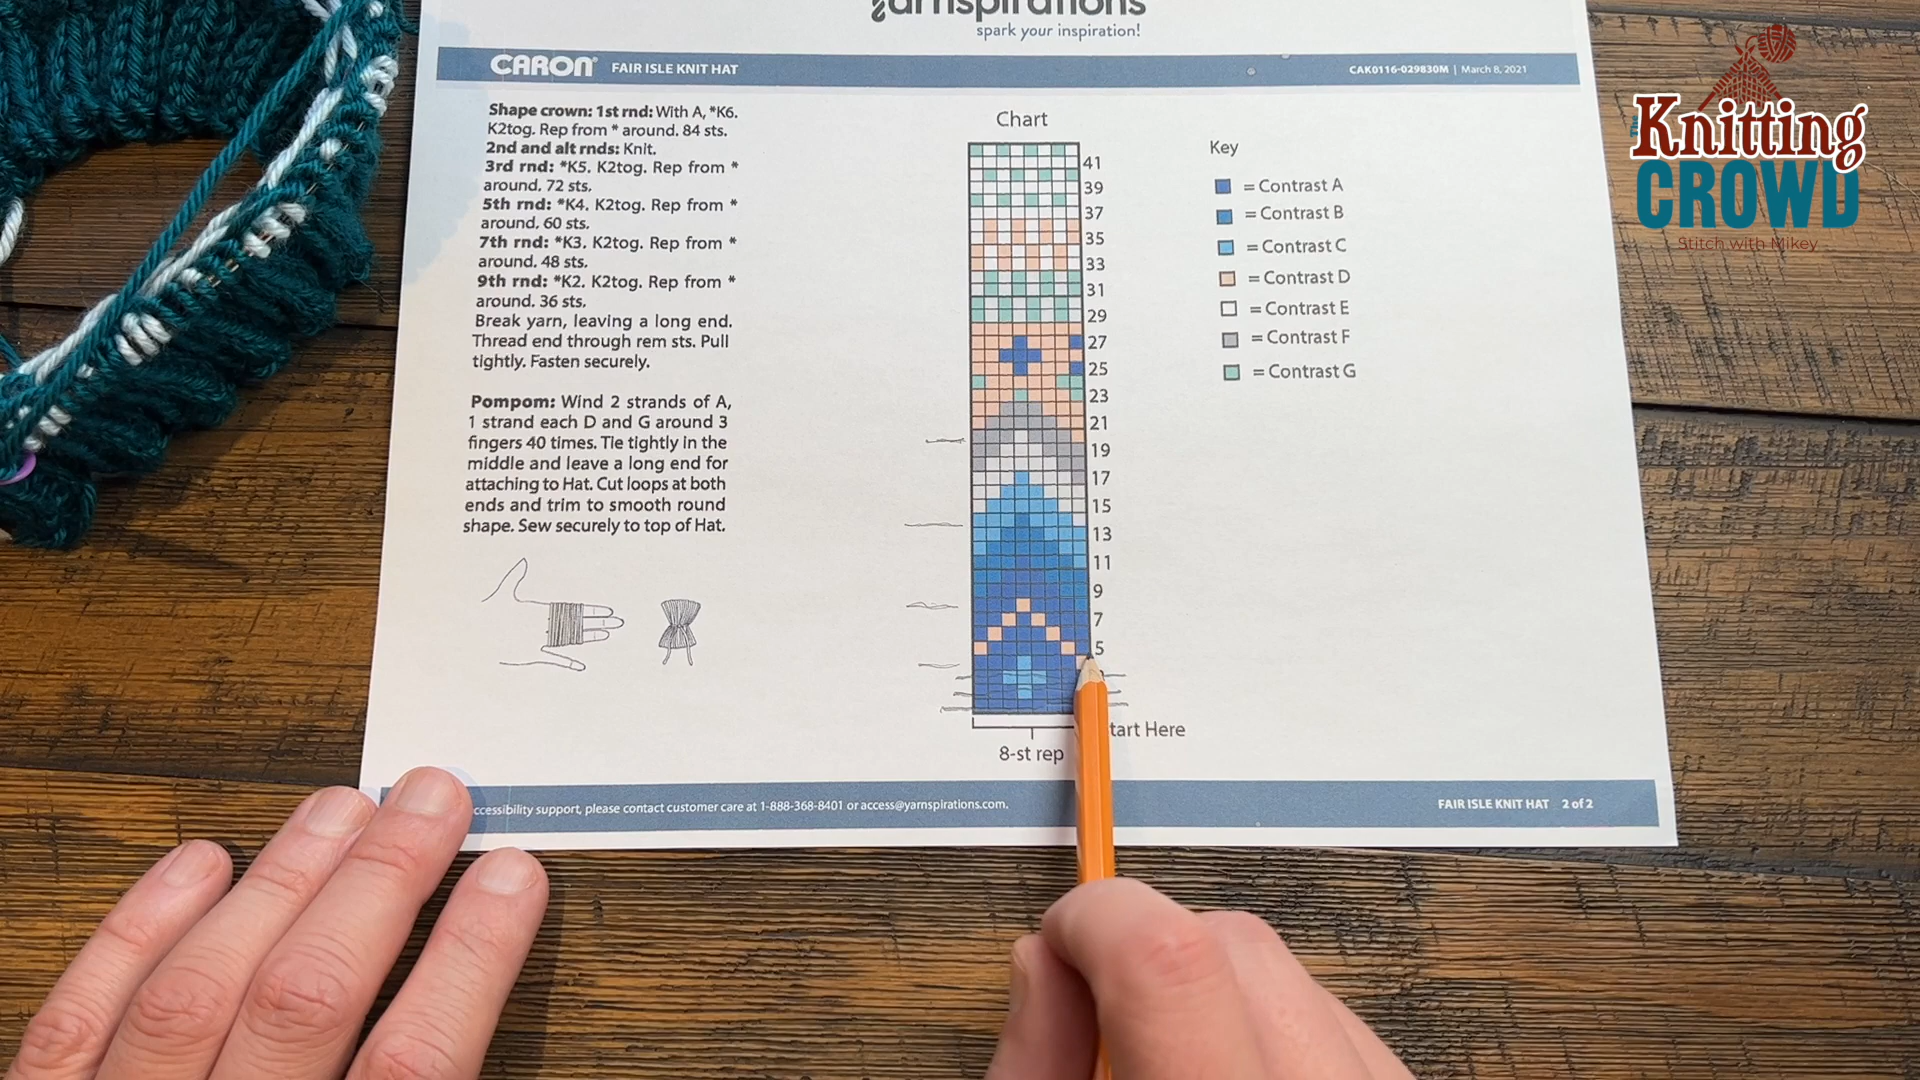 yarnspirations
spark your inspiration!
CARON® FAIR ISLE KNIT HAT
CAK0116-029830M | March 8, 2021
The
Knitting
CROWD
Stitch with Mikey
Shape crown: 1st rnd: With A, *K6.
K2tog. Rep from * around. 84 sts.
2nd and alt rnds: Knit.
3rd rnd: *K5. K2tog. Rep from *
around. 72 sts.
5th rnd: *K4. K2tog. Rep from *
around. 60 sts.
7th rnd: *K3. K2tog. Rep from *
around. 48 sts.
9th rnd: *K2. K2tog. Rep from *
around. 36 sts.
Break yarn, leaving a long end.
Thread end through rem sts. Pull
tightly. Fasten securely.
Pompom: Wind 2 strands of A,
1 strand each D and G around 3
fingers 40 times. Tie tightly in the
middle and leave a long end for
attaching to Hat. Cut loops at both
ends and trim to smooth round
shape. Sew securely to top of Hat.
Chart
41
39
37
35
33
31
29
27
25
23
21
19
17
15
13
11
9
7
5
tart Here
8-st rep
Key
= Contrast A
= Contrast B
= Contrast C
= Contrast D
= Contrast E
= Contrast F
= Contrast G
ccessibility support, please contact customer care at 1-888-368-8401 or access@yarnspirations.com.
FAIR ISLE KNIT HAT 2 of 2